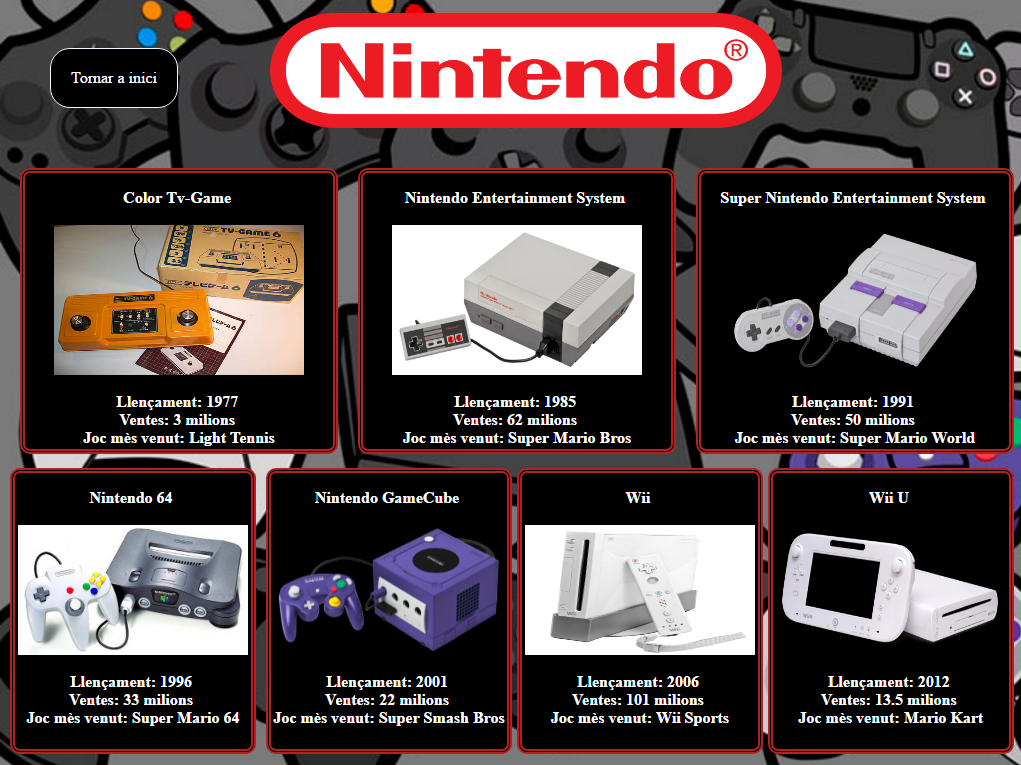 Tornar a inici
Nintendo®
Color Tv-Game
TV-GAME 6
Llençament: 1977
Ventes: 3 milions
Joc mès venut: Light Tennis
Nintendo Entertainment System
Llençament: 1985
Ventes: 62 milions
Joc mès venut: Super Mario Bros
Super Nintendo Entertainment System
Llençament: 1991
Ventes: 50 milions
Joc mès venut: Super Mario World
Nintendo 64
Llençament: 1996
Ventes: 33 milions
Joc mès venut: Super Mario 64
Nintendo GameCube
Llençament: 2001
Ventes: 22 milions
Joc mès venut: Super Smash Bros
Wii
Llençament: 2006
Ventes: 101 milions
Joc mès venut: Wii Sports
Wii U
Llençament: 2012
Ventes: 13.5 milions
Joc mès venut: Mario Kart